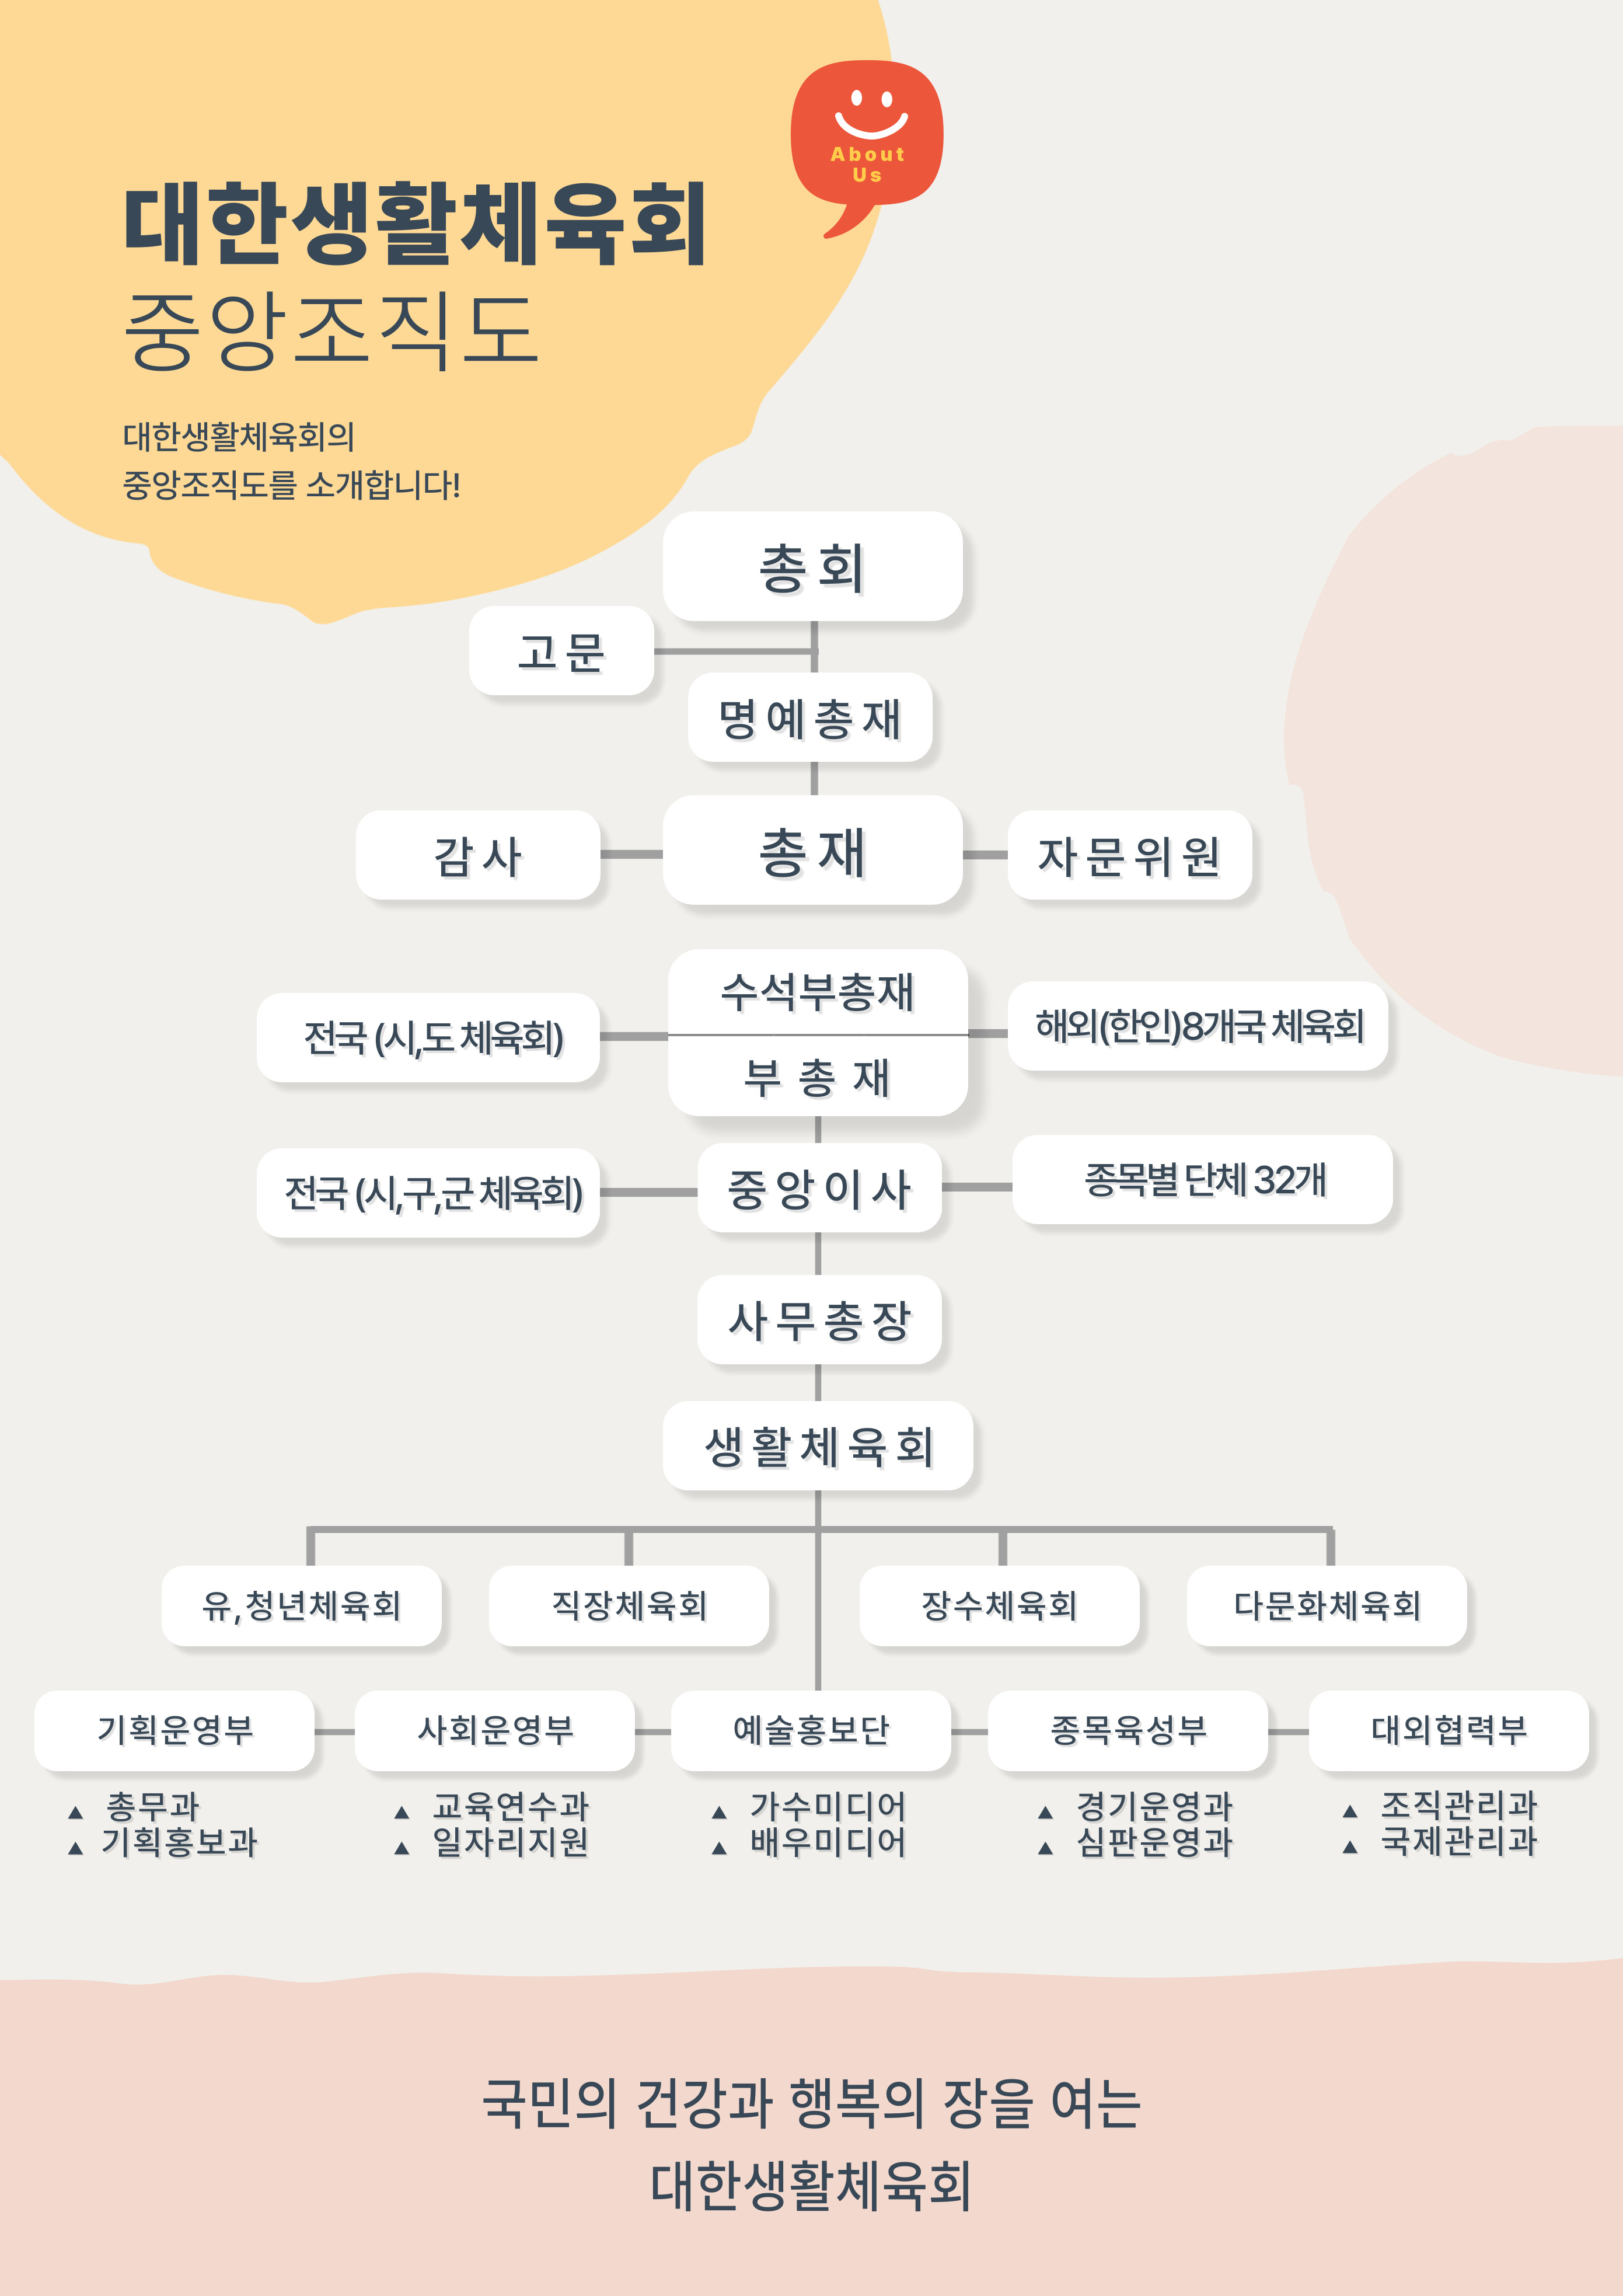 About
Us
대한생활체육회
중앙조직도
대한생활체육회의
중앙조직도를 소개합니다!
총회
고문
명예총재
감사
총재
자문위원
수석부총재
전국 (시,도 체육회)
해외(한인)8개국 체육회
부 총 재
전국 (시,구,군 체육회)
중앙이사
종목별 단체 32개
사무총장
생활체육회
유,청년체육회
직장체육회
장수체육회
다문화체육회
기획운영부
사회운영부
예술홍보단
종목육성부
대외협력부
▲ 총무과
▲ 기획홍보과
▲ 교육연수과
▲ 일자리지원
▲ 가수미디어
▲ 배우미디어
▲ 경기운영과
▲ 심판운영과
▲ 조직관리과
▲ 국제관리과
국민의 건강과 행복의 장을 여는
대한생활체육회